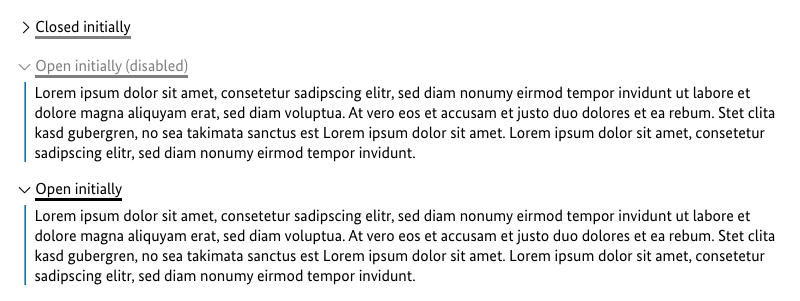 Closed initially
Open initially (disabled)
Lorem ipsum dolor sit amet, consetetur sadipscing elitr, sed diam nonumy eirmod tempor invidunt ut labore et
dolore magna aliquyam erat, sed diam voluptua. At vero eos et accusam et justo duo dolores et ea rebum. Stet clita
kasd gubergren, no sea takimata sanctus est Lorem ipsum dolor sit amet. Lorem ipsum dolor sit amet, consetetur
sadipscing elitr, sed diam nonumy eirmod tempor invidunt.
Open initially
Lorem ipsum dolor sit amet, consetetur sadipscing elitr, sed diam nonumy eirmod tempor invidunt ut labore et
dolore magna aliquyam erat, sed diam voluptua. At vero eos et accusam et justo duo dolores et ea rebum. Stet clita
kasd gubergren, no sea takimata sanctus est Lorem ipsum dolor sit amet. Lorem ipsum dolor sit amet, consetetur
sadipscing elitr, sed diam nonumy eirmod tempor invidunt.